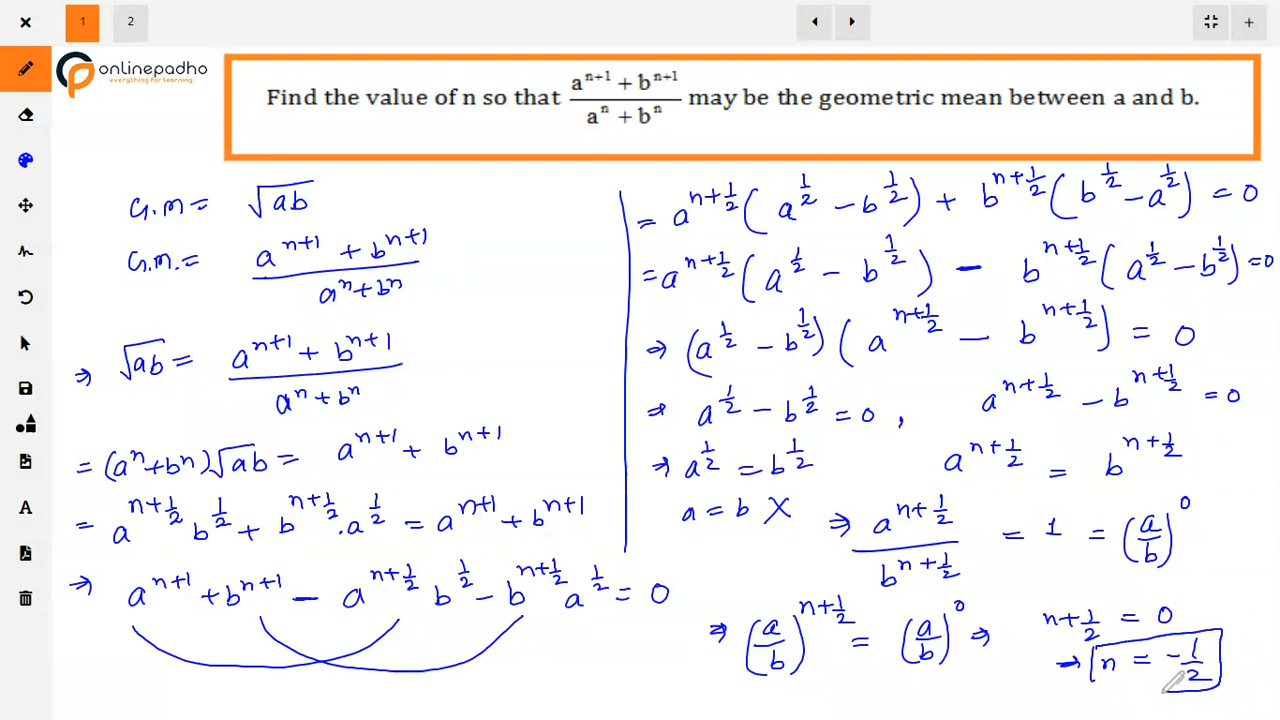 1 2
onlinepadho
everything for learning
Find the value of n so that (a^(n+1) + b^(n+1))/(a^n + b^n) may be the geometric mean between a and b.
G.M = √ab
G.M. = (a^(n+1) + b^(n+1))/(a^n + b^n)
⇒ √ab = (a^(n+1) + b^(n+1))/(a^n + b^n)
= (a^n + b^n)√ab = a^(n+1) + b^(n+1)
= a^(n+1/2) b^(1/2) + b^(n+1/2) . a^(1/2) = a^(n+1) + b^(n+1)
⇒ a^(n+1) + b^(n+1) − a^(n+1/2) b^(1/2) − b^(n+1/2) a^(1/2) = 0
= a^(n+1/2) (a^(1/2) − b^(1/2)) + b^(n+1/2) (b^(1/2) − a^(1/2)) = 0
= a^(n+1/2) (a^(1/2) − b^(1/2)) − b^(n+1/2) (a^(1/2) − b^(1/2)) = 0
⇒ (a^(1/2) − b^(1/2)) (a^(n+1/2) − b^(n+1/2)) = 0
⇒ a^(1/2) − b^(1/2) = 0 , a^(n+1/2) − b^(n+1/2) = 0
⇒ a^(1/2) = b^(1/2) a^(n+1/2) = b^(n+1/2)
a = b X ⇒ a^(n+1/2)/b^(n+1/2) = 1 = (a/b)^0
⇒ (a/b)^(n+1/2) = (a/b)^0 ⇒ n+1/2 = 0
⇒ n = −1/2
A